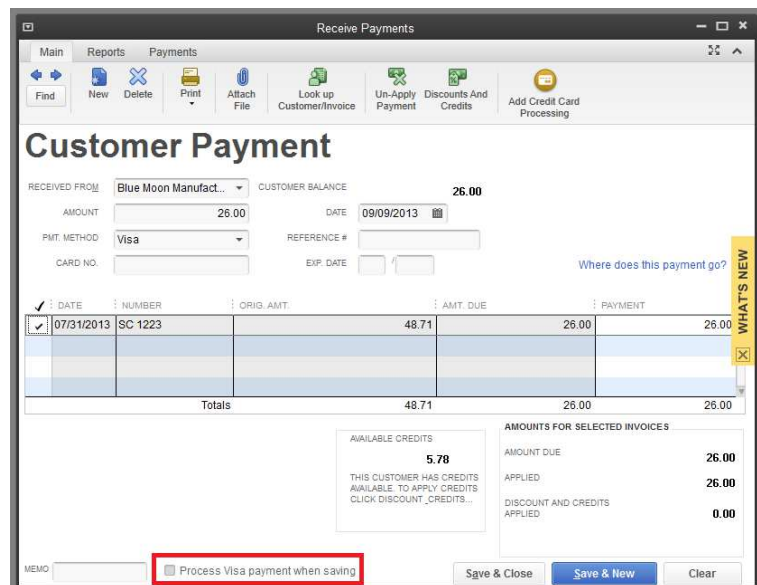 Receive Payments
Main Reports Payments
Find New Delete Print Attach File Look up Customer/Invoice Un-Apply Payment Discounts And Credits Add Credit Card Processing
Customer Payment
RECEIVED FROM Blue Moon Manufact... CUSTOMER BALANCE 26.00
AMOUNT 26.00 DATE 09/09/2013
PMT. METHOD Visa REFERENCE #
CARD NO. EXP. DATE / Where does this payment go?
WHAT'S NEW
✓ DATE NUMBER ORIG. AMT. AMT. DUE PAYMENT
✓ 07/31/2013 SC 1223 48.71 26.00 26.00
Totals 48.71 26.00 26.00
AVAILABLE CREDITS
5.78
THIS CUSTOMER HAS CREDITS
AVAILABLE. TO APPLY CREDITS
CLICK DISCOUNT _CREDITS...
AMOUNTS FOR SELECTED INVOICES
AMOUNT DUE 26.00
APPLIED 26.00
DISCOUNT AND CREDITS
APPLIED 0.00
MEMO Process Visa payment when saving Save & Close Save & New Clear